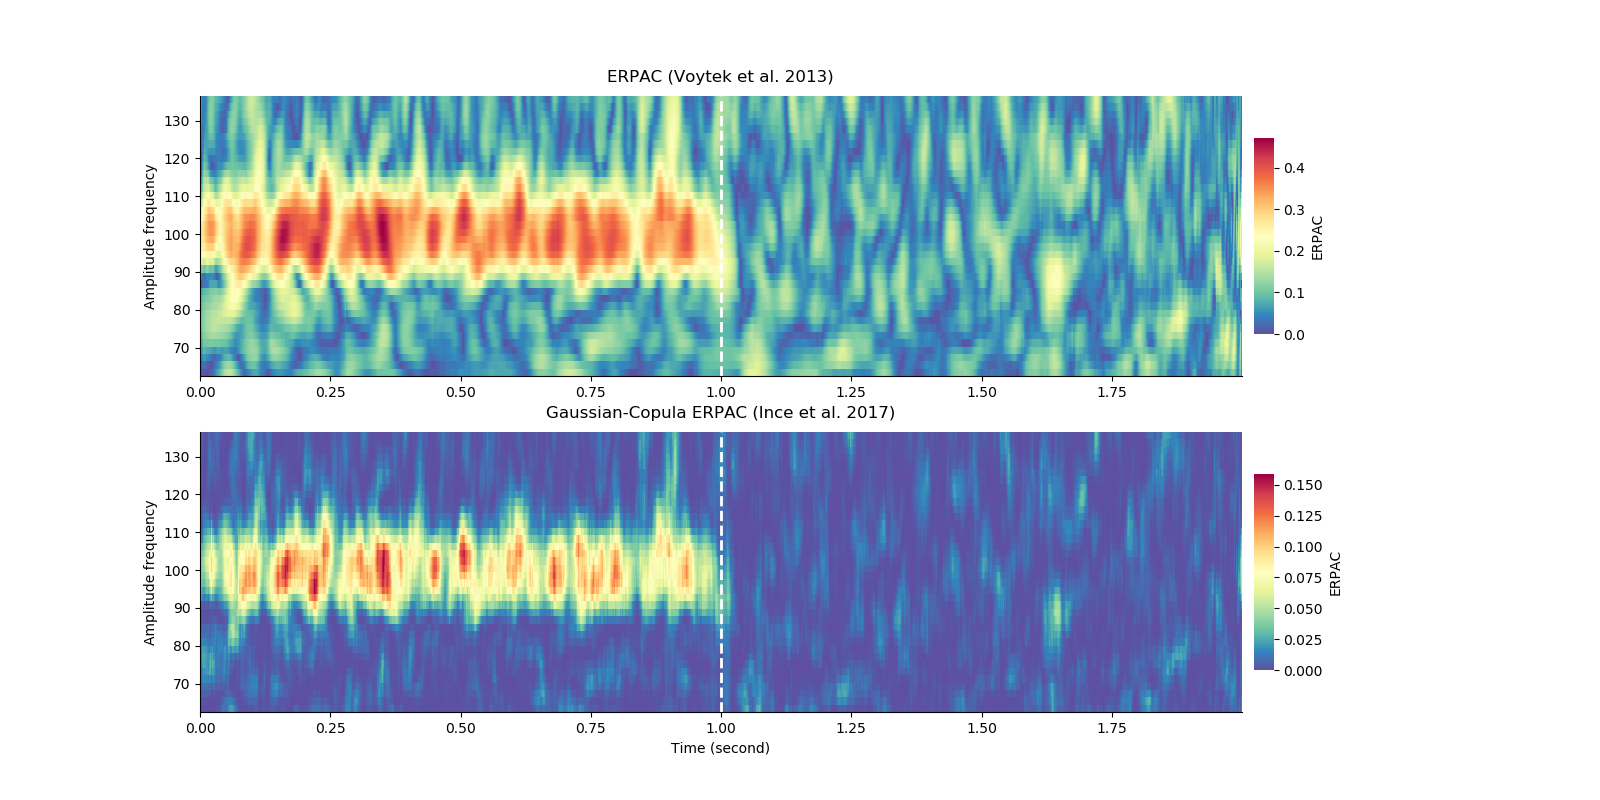 ERPAC (Voytek et al. 2013)
Amplitude frequency
130
120
110
100
90
80
70
0.00 0.25 0.50 0.75 1.00 1.25 1.50 1.75
0.4
0.3
0.2
0.1
0.0
ERPAC
Gaussian-Copula ERPAC (Ince et al. 2017)
Amplitude frequency
130
120
110
100
90
80
70
0.00 0.25 0.50 0.75 1.00 1.25 1.50 1.75
Time (second)
0.150
0.125
0.100
0.075
0.050
0.025
0.000
ERPAC